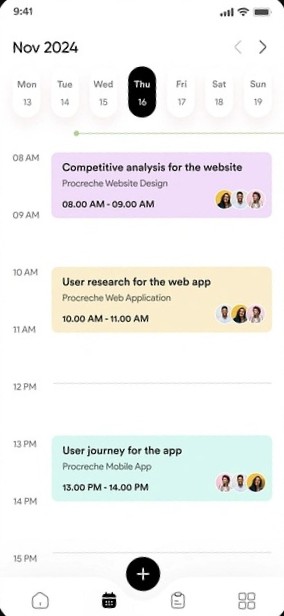 9:41
Nov 2024
Mon Tue Wed Thu Fri Sat Sun
13 14 15 16 17 18 19
08 AM
Competitive analysis for the website
Procreche Website Design
08.00 AM - 09.00 AM
09 AM
10 AM
User research for the web app
Procreche Web Application
10.00 AM - 11.00 AM
11 AM
12 PM
13 PM
User journey for the app
Procreche Mobile App
13.00 PM - 14.00 PM
14 PM
15 PM